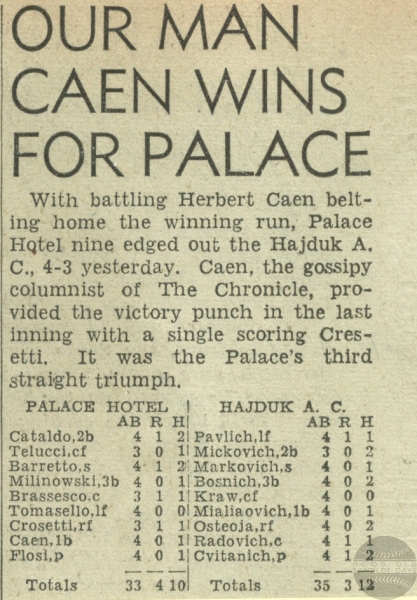 OUR MAN
CAEN WINS
FOR PALACE
With battling Herbert Caen belt-
ing home the winning run, Palace
Hotel nine edged out the Hajduk A.
C., 4-3 yesterday. Caen, the gossipy
columnist of The Chronicle, pro-
vided the victory punch in the last
inning with a single scoring Cres-
etti. It was the Palace's third
straight triumph.
PALACE HOTEL
AB R H
Cataldo,2b 4 1 2
Telucci,cf 3 0 1
Barretto,s 4 1 2
Milinowski,3b 4 0 1
Brassesco,c 3 1 1
Tomasello,lf 4 0 0
Crosetti,rf 3 1 1
Caen,1b 4 0 1
Flosi,p 4 0 1
Totals 33 4 10
HAJDUK A. C.
AB R H
Pavlich,lf 4 1 1
Mickovich,2b 3 0 2
Markovich,s 4 0 1
Bosnich,3b 4 0 2
Kraw,cf 4 0 0
Mialiaovich,1b 4 0 1
Osteoja,rf 4 0 2
Radovich,c 4 1 1
Cvitanich,p 4 1 2
Totals 35 3 12